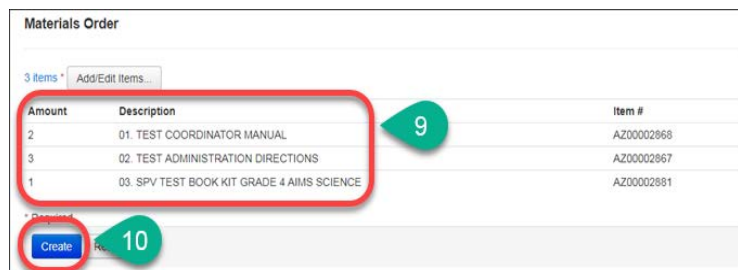 Materials Order
3 items * Add/Edit Items...
Amount Description Item #
2 01. TEST COORDINATOR MANUAL AZ00002868
3 02. TEST ADMINISTRATION DIRECTIONS AZ00002867
1 03. SPV TEST BOOK KIT GRADE 4 AIMS SCIENCE AZ00002881
9
* Required
Create 10